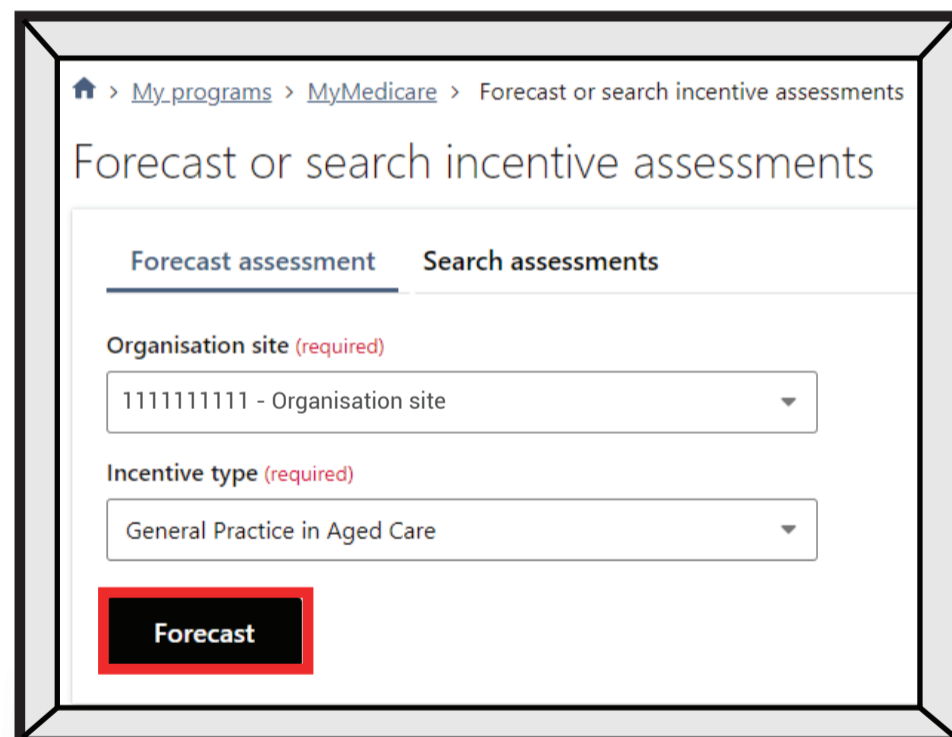 > My programs > MyMedicare > Forecast or search incentive assessments
Forecast or search incentive assessments
Forecast assessment Search assessments
Organisation site (required)
1111111111 - Organisation site
Incentive type (required)
General Practice in Aged Care
Forecast